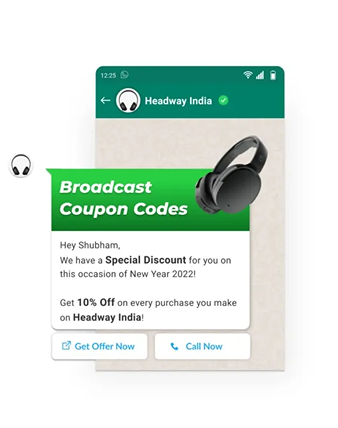 12:25
Headway India
Broadcast
Coupon Codes
Hey Shubham,
We have a Special Discount for you on
this occasion of New Year 2022!
Get 10% Off on every purchase you make
on Headway India!
Get Offer Now
Call Now